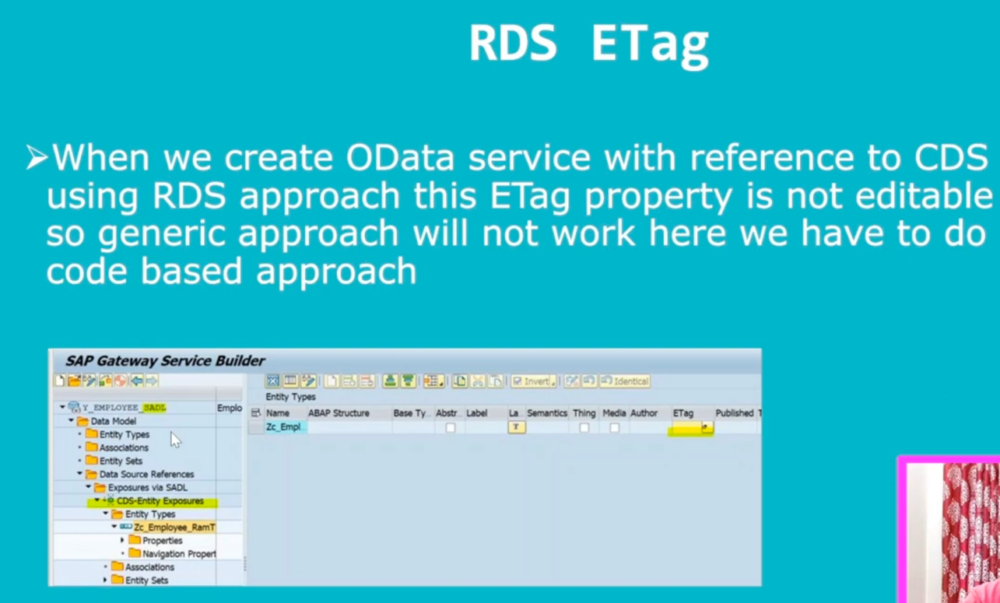 RDS ETag
➢When we create OData service with reference to CDS
using RDS approach this ETag property is not editable
so generic approach will not work here we have to do
code based approach
SAP Gateway Service Builder
Invert
Identical
Entity Types
Y_EMPLOYEE_SADL Emplo
Name ABAP Structure Base Ty.. Abstr.. Label La.. Semantics Thing Media Author ETag Published T
Data Model
Zc_Empl..
Entity Types
Associations
Entity Sets
Data Source References
Exposures via SADL
CDS-Entity Exposures
Entity Types
Zc_Employee_RamT
Properties
Navigation Propert
Associations
Entity Sets